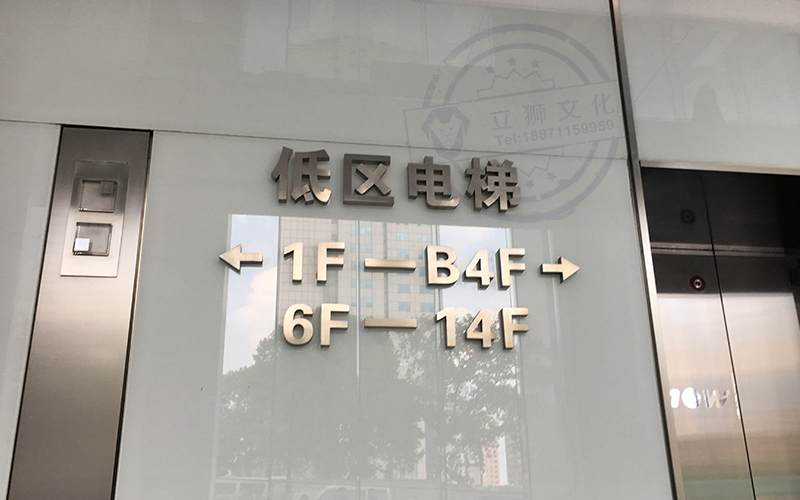 立狮文化
Tel:18871159959
低区电梯
← 1F — B4F →
6F — 14F